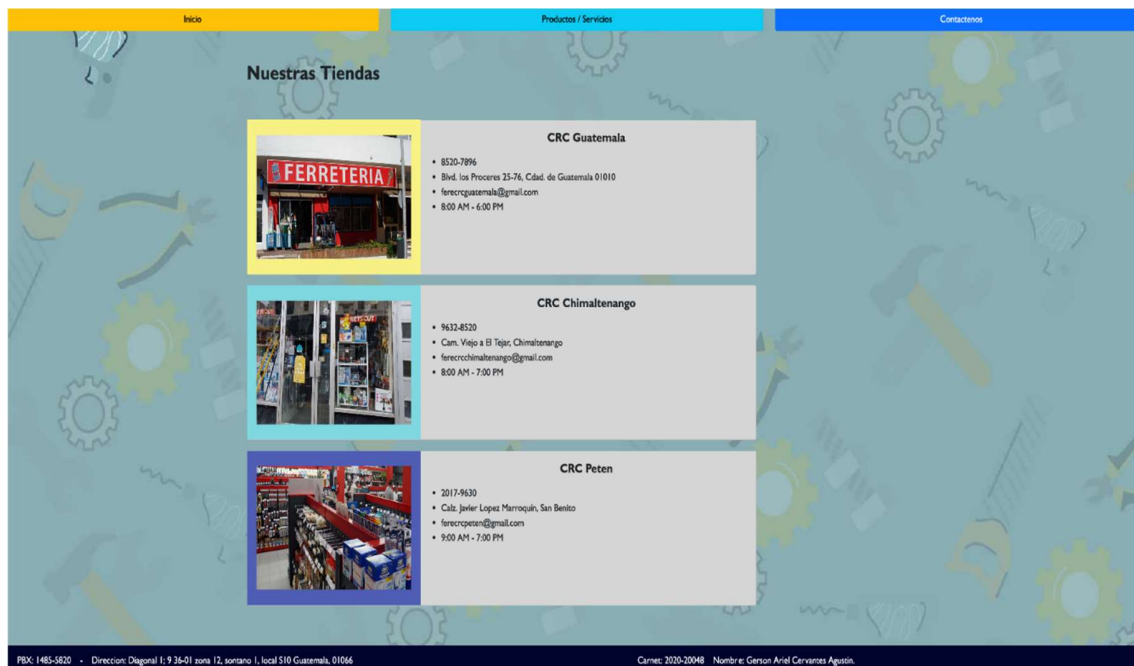 Inicio
Productos / Servicios
Contactenos
Nuestras Tiendas
FERRETERIA
CRC Guatemala
• 8520-7896
• Blvd. los Proceres 25-76, Cdad. de Guatemala 01010
• ferecrcguatemala@gmail.com
• 8:00 AM - 6:00 PM
CRC Chimaltenango
• 9632-8520
• Cam. Viejo a El Tejar, Chimaltenango
• ferecrcchimaltenango@gmail.com
• 8:00 AM - 7:00 PM
CRC Peten
• 2017-9630
• Calz. Javier Lopez Marroquín, San Benito
• ferecrcpeten@gmail.com
• 9:00 AM - 7:00 PM
PBX: 1485-5820 - Direccion: Diagonal 1; 9 36-01 zona 12, sontano 1, local S10 Guatemala, 01066
Carnet: 2020-20048 Nombre: Gerson Ariel Cervantes Agustin.